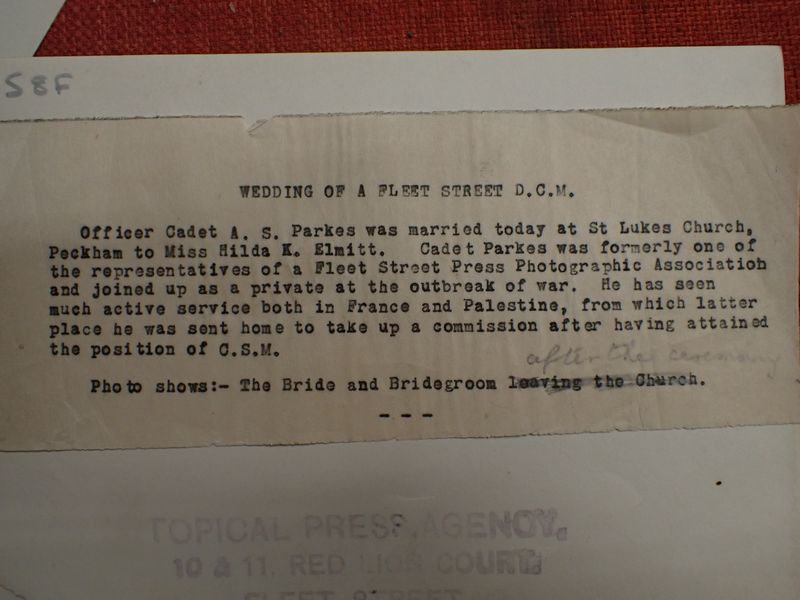 58F
WEDDING OF A FLEET STREET D.C.M.
Officer Cadet A. S. Parkes was married today at St Lukes Church,
Peckham to Miss Hilda K. Elmitt. Cadet Parkes was formerly one of
the representatives of a Fleet Street Press Photographic Association
and joined up as a private at the outbreak of war. He has seen
much active service both in France and Palestine, from which latter
place he was sent home to take up a commission after having attained
the position of C.S.M.
after the ceremony
Photo shows:- The Bride and Bridegroom leaving the Church.
- - -
TOPICAL PRESS AGENCY,
10 & 11, RED LION COURT,
FLEET STREET